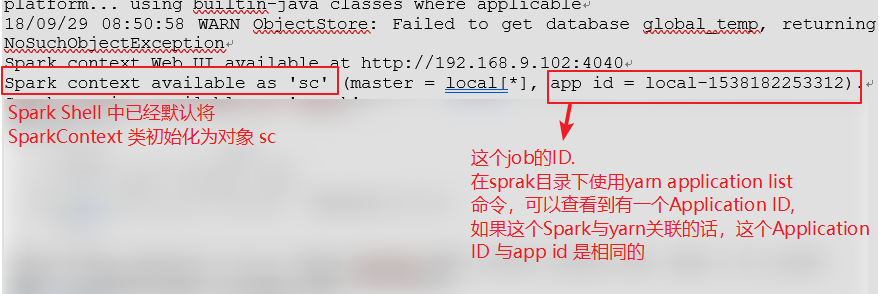 platform... using builtin-java classes where applicable
18/09/29 08:50:58 WARN ObjectStore: Failed to get database global_temp, returning
NoSuchObjectException
Spark context Web UI available at http://192.168.9.102:4040
Spark context available as 'sc' (master = local[*], app id = local-1538182253312).
Spark Shell 中已经默认将
SparkContext 类初始化为对象 sc
这个job的ID.
在sprak目录下使用yarn application list
命令，可以查看到有一个Application ID,
如果这个Spark与yarn关联的话，这个Application
ID 与app id 是相同的